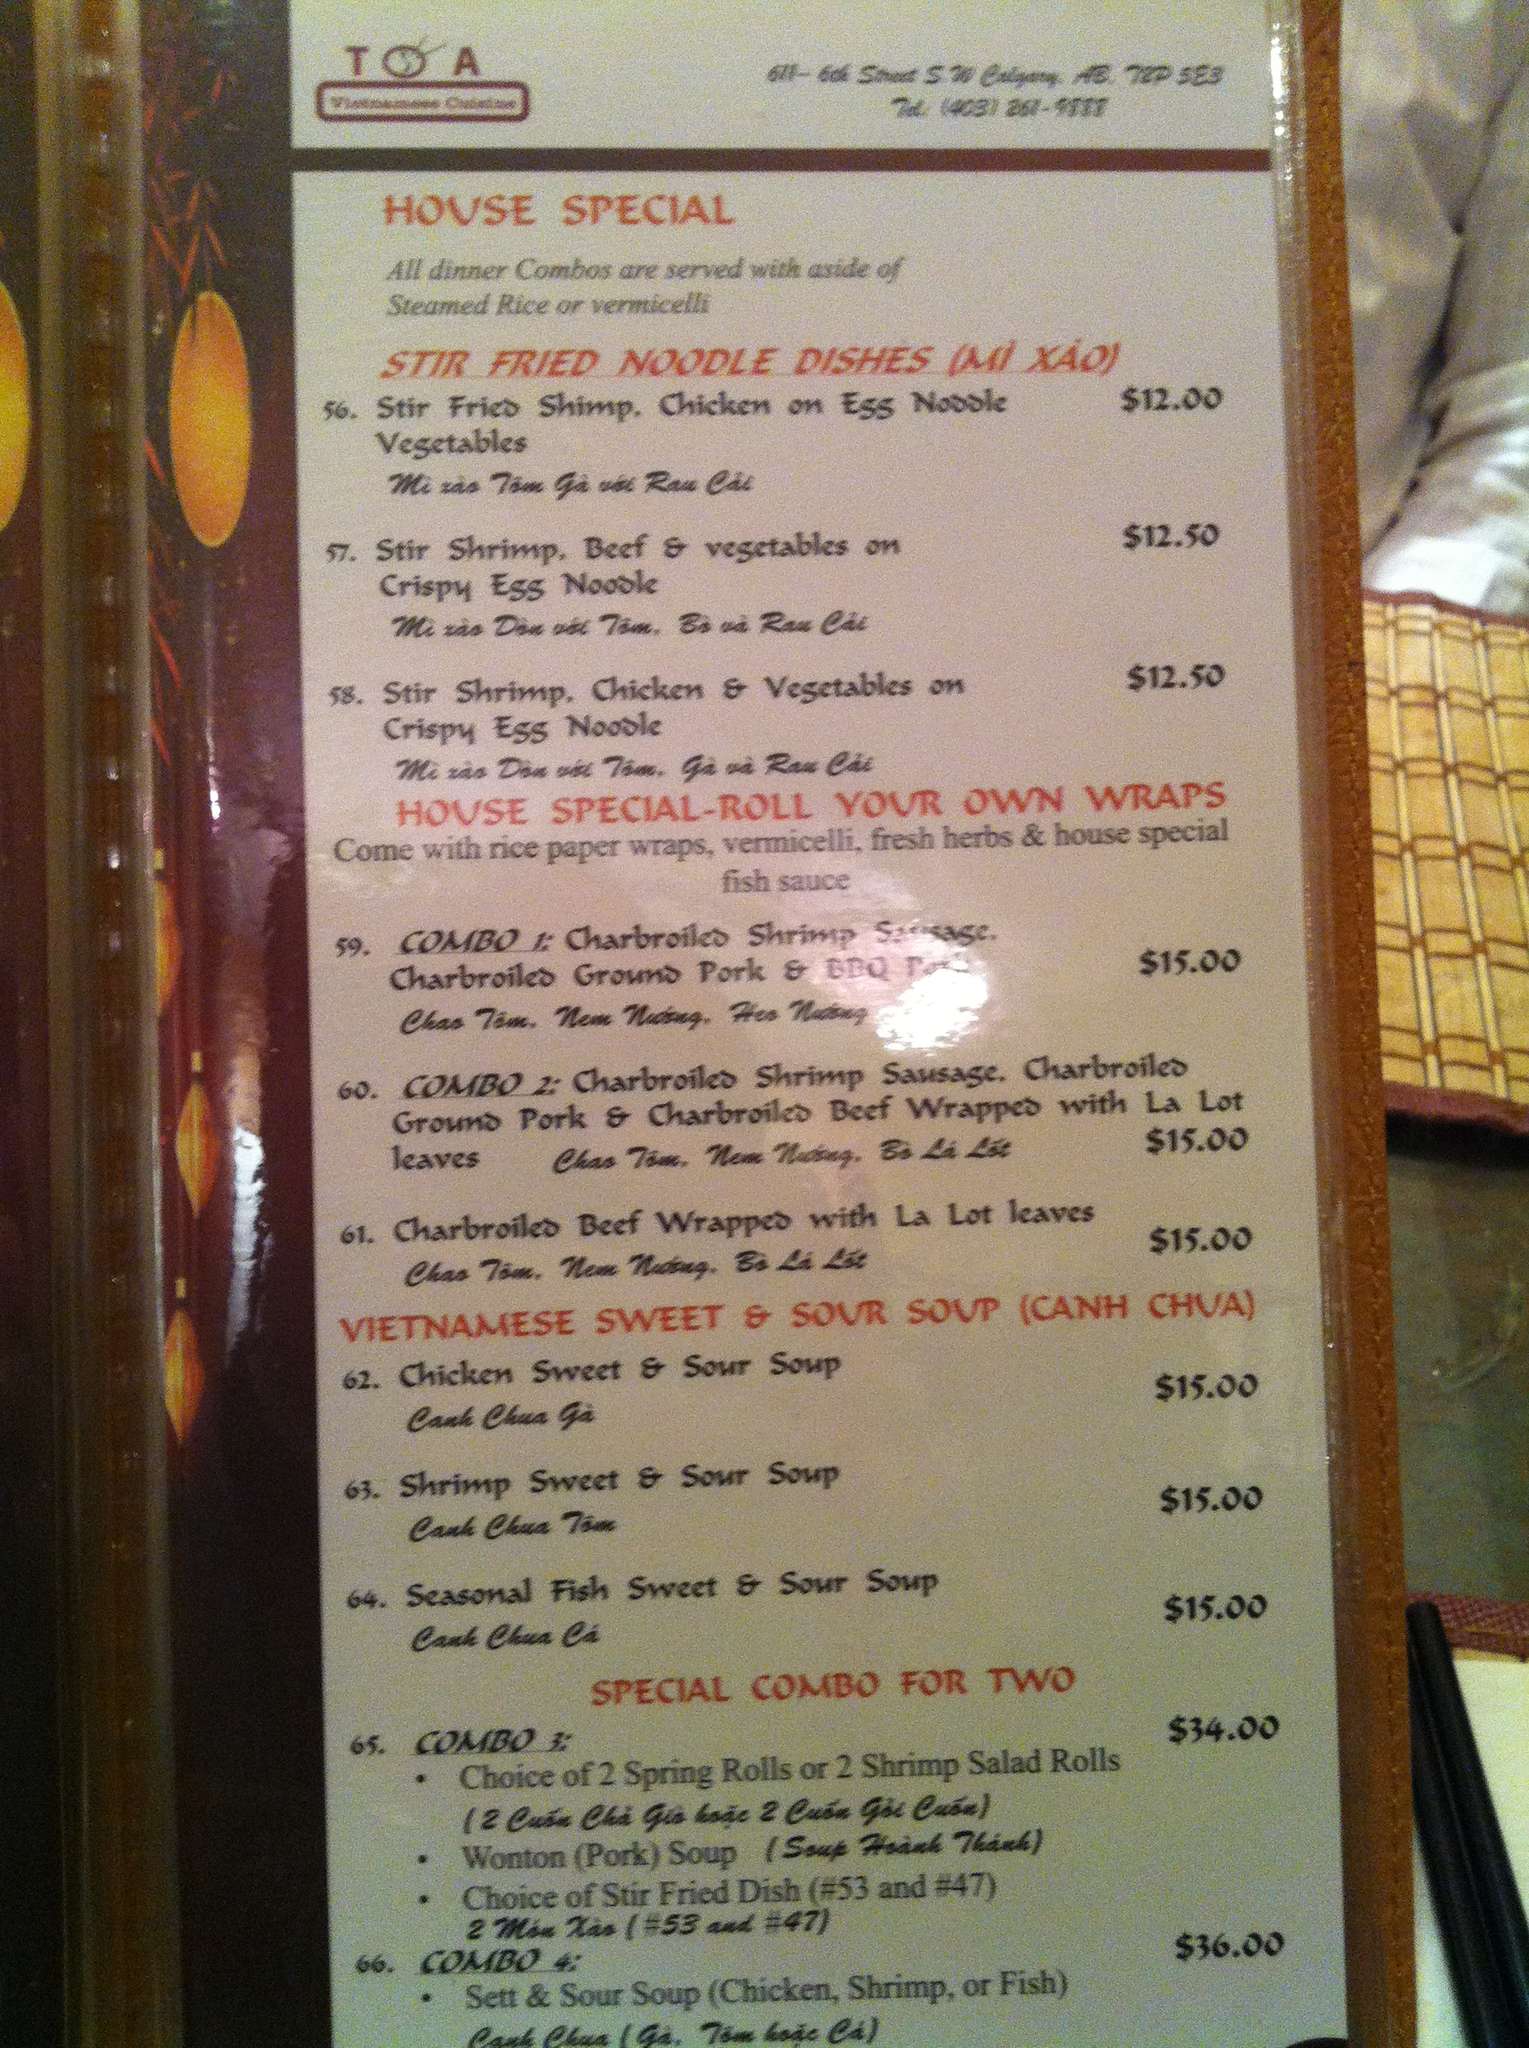 T O A
Vietnamese Cuisine
611- 6th Street S.W Calgary, AB, T2P 5E3
Tel: (403) 261-9888
HOUSE SPECIAL
All dinner Combos are served with aside of
Steamed Rice or vermicelli
STIR FRIED NOODLE DISHES (MÌ XÁO)
56. Stir Fried Shimp, Chicken on Egg Noddle $12.00
Vegetables
Mì xào Tôm Gà với Rau Cải
57. Stir Shrimp, Beef & vegetables on $12.50
Crispy Egg Noodle
Mì xào Dòn với Tôm, Bò và Rau Cải
58. Stir Shrimp, Chicken & Vegetables on $12.50
Crispy Egg Noodle
Mì xào Dòn với Tôm, Gà và Rau Cải
HOUSE SPECIAL-ROLL YOUR OWN WRAPS
Come with rice paper wraps, vermicelli, fresh herbs & house special
fish sauce
59. COMBO 1: Charbroiled Shrimp Sausage,
Charbroiled Ground Pork & BBQ Pork $15.00
Chao Tôm, Nem Nướng, Heo Nướng
60. COMBO 2: Charbroiled Shrimp Sausage, Charbroiled
Ground Pork & Charbroiled Beef Wrapped with La Lot
leaves Chao Tôm, Nem Nướng, Bò Lá Lốt $15.00
61. Charbroiled Beef Wrapped with La Lot leaves $15.00
Chao Tôm, Nem Nướng, Bò Lá Lốt
VIETNAMESE SWEET & SOUR SOUP (CANH CHUA)
62. Chicken Sweet & Sour Soup $15.00
Canh Chua Gà
63. Shrimp Sweet & Sour Soup $15.00
Canh Chua Tôm
64. Seasonal Fish Sweet & Sour Soup $15.00
Canh Chua Cá
SPECIAL COMBO FOR TWO
65. COMBO 3: $34.00
• Choice of 2 Spring Rolls or 2 Shrimp Salad Rolls
(2 Cuốn Chả Giò hoặc 2 Cuốn Gỏi Cuốn)
• Wonton (Pork) Soup (Soup Hoành Thánh)
• Choice of Stir Fried Dish (#53 and #47)
2 Món Xào (#53 and #47)
66. COMBO 4: $36.00
• Sett & Sour Soup (Chicken, Shrimp, or Fish)
Canh Chua (Gà, Tôm hoặc Cá)